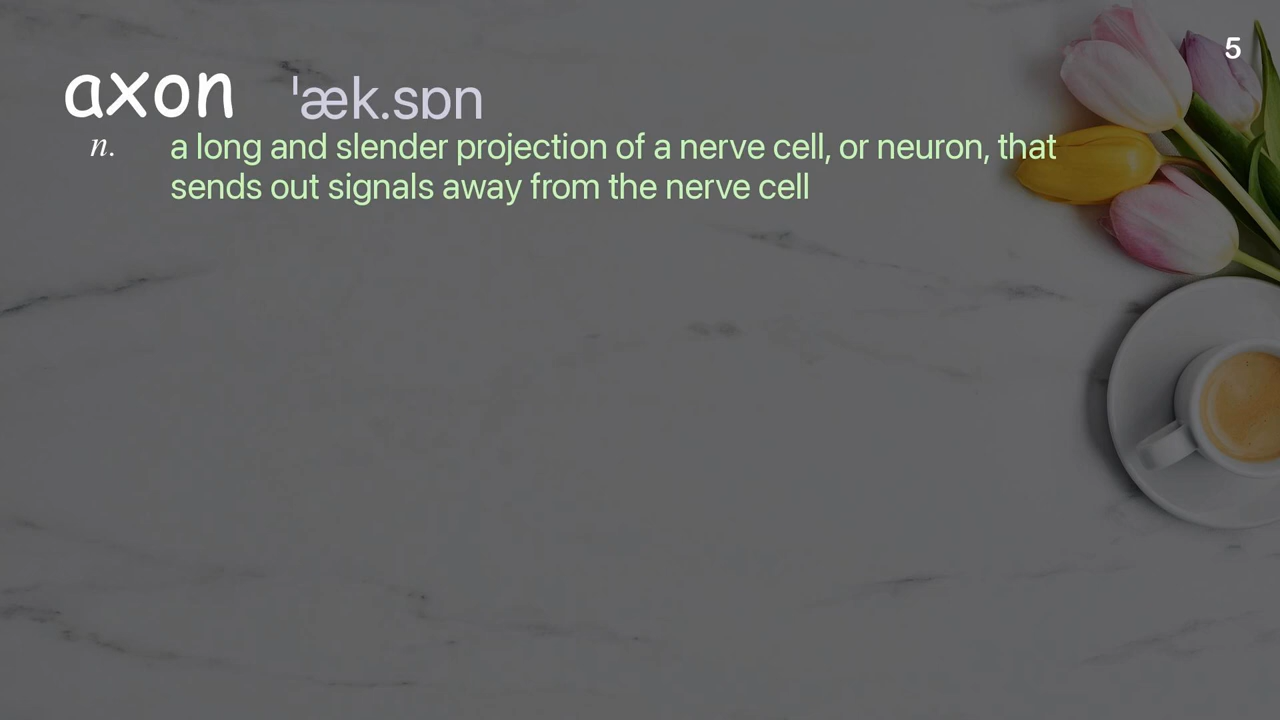 5
axon ˈæk.sɒn
n. a long and slender projection of a nerve cell, or neuron, that
sends out signals away from the nerve cell